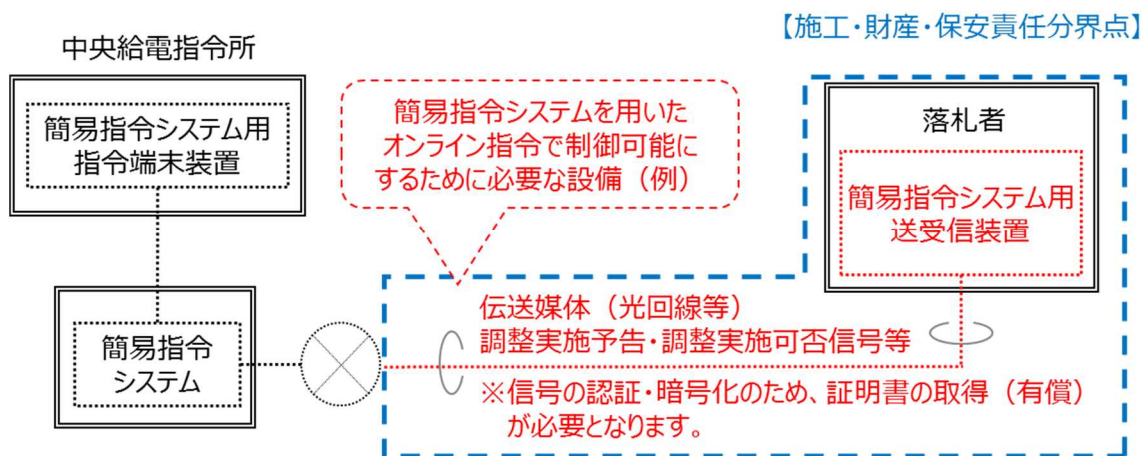 【施工・財産・保安責任分界点】
中央給電指令所
簡易指令システム用
指令端末装置
簡易指令システムを用いた
オンライン指令で制御可能に
するために必要な設備（例）
落札者
簡易指令システム用
送受信装置
簡易指令
システム
伝送媒体（光回線等）
調整実施予告・調整実施可否信号等
※信号の認証・暗号化のため、証明書の取得（有償）
が必要となります。